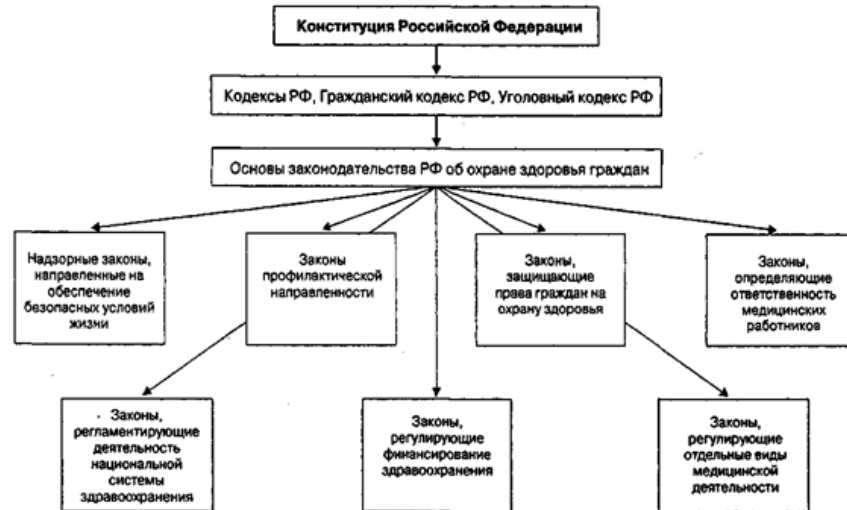 Конституция Российской Федерации
Кодексы РФ, Гражданский кодекс РФ, Уголовный кодекс РФ
Основы законодательства РФ об охране здоровья граждан
Надзорные законы,
направленные на
обеспечение
безопасных условий
жизни
Законы
профилактической
направленности
Законы,
защищающие
права граждан на
охрану здоровья
Законы,
определяющие
ответственность
медицинских
работников
Законы,
регламентирующие
деятельность
национальной
системы
здравоохранения
Законы,
регулирующие
финансирование
здравоохранения
Законы,
регулирующие
отдельные виды
медицинской
деятельности